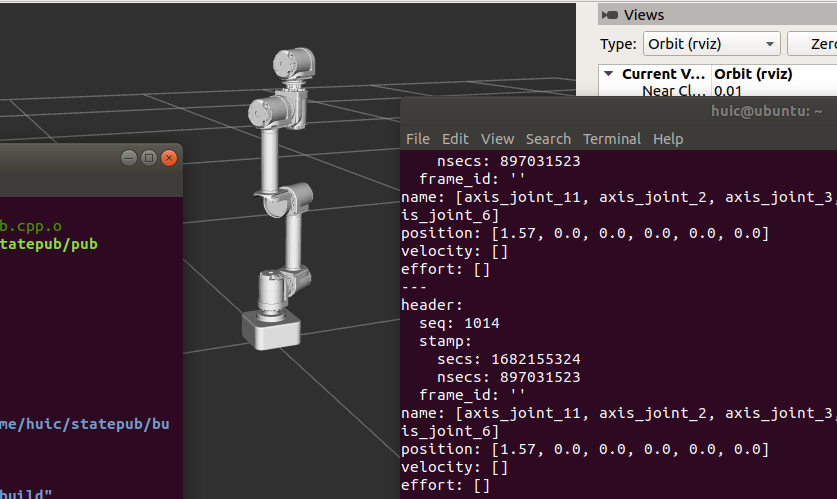 Views
Type: Orbit (rviz) Zero
Current V... Orbit (rviz)
Near Cl... 0.01
huic@ubuntu: ~
File Edit View Search Terminal Help
nsecs: 897031523
frame_id: ''
name: [axis_joint_11, axis_joint_2, axis_joint_3,
is_joint_6]
position: [1.57, 0.0, 0.0, 0.0, 0.0, 0.0]
velocity: []
effort: []
---
header:
seq: 1014
stamp:
secs: 1682155324
nsecs: 897031523
frame_id: ''
name: [axis_joint_11, axis_joint_2, axis_joint_3,
is_joint_6]
position: [1.57, 0.0, 0.0, 0.0, 0.0, 0.0]
velocity: []
effort: []
b.cpp.o
tatepub/pub
me/huic/statepub/bu
build"